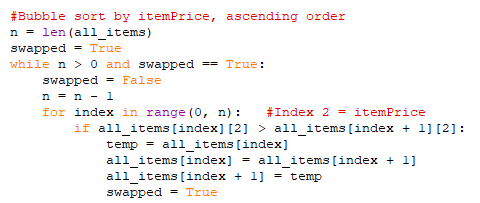 #Bubble sort by itemPrice, ascending order
n = len(all_items)
swapped = True
while n > 0 and swapped == True:
    swapped = False
    n = n - 1
    for index in range(0, n):   #Index 2 = itemPrice
        if all_items[index][2] > all_items[index + 1][2]:
            temp = all_items[index]
            all_items[index] = all_items[index + 1]
            all_items[index + 1] = temp
            swapped = True